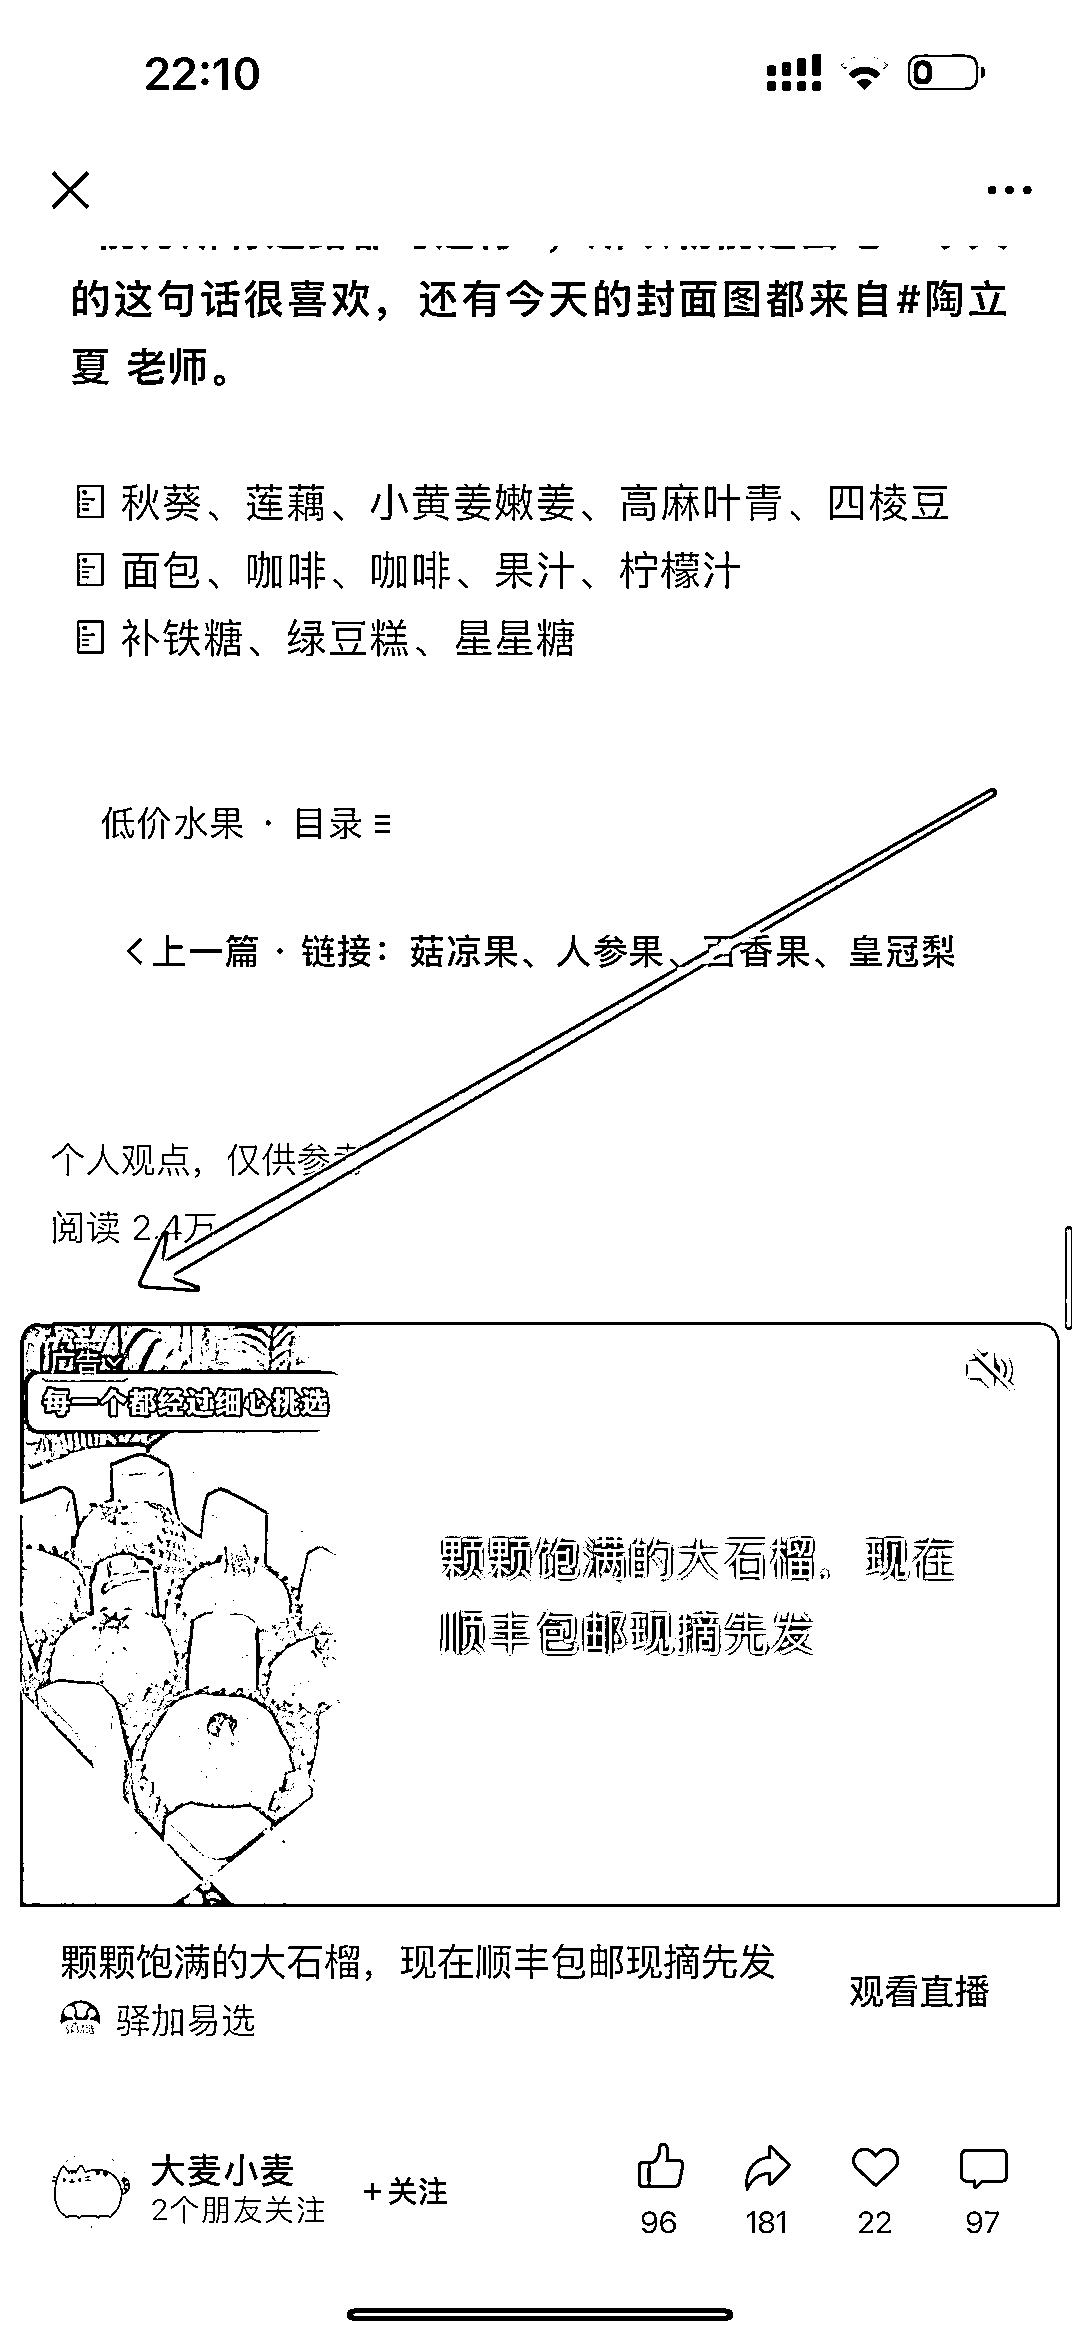 22:10
的这句话很喜欢，还有今天的封面图都来自#陶立
夏 老师。
秋葵、莲藕、小黄姜嫩姜、高麻叶青、四棱豆
面包、咖啡、咖啡、果汁、柠檬汁
补铁糖、绿豆糕、星星糖
低价水果 · 目录 ≡
<上一篇 · 链接：菇凉果、人参果、百香果、皇冠梨
个人观点，仅供参考
阅读 2.4万
广告
每一个都经过细心挑选
颗颗饱满的大石榴，现在
顺丰包邮现摘先发
颗颗饱满的大石榴，现在顺丰包邮现摘先发
观看直播
驿加易选
大麦小麦
2个朋友关注
+关注
96 181 22 97